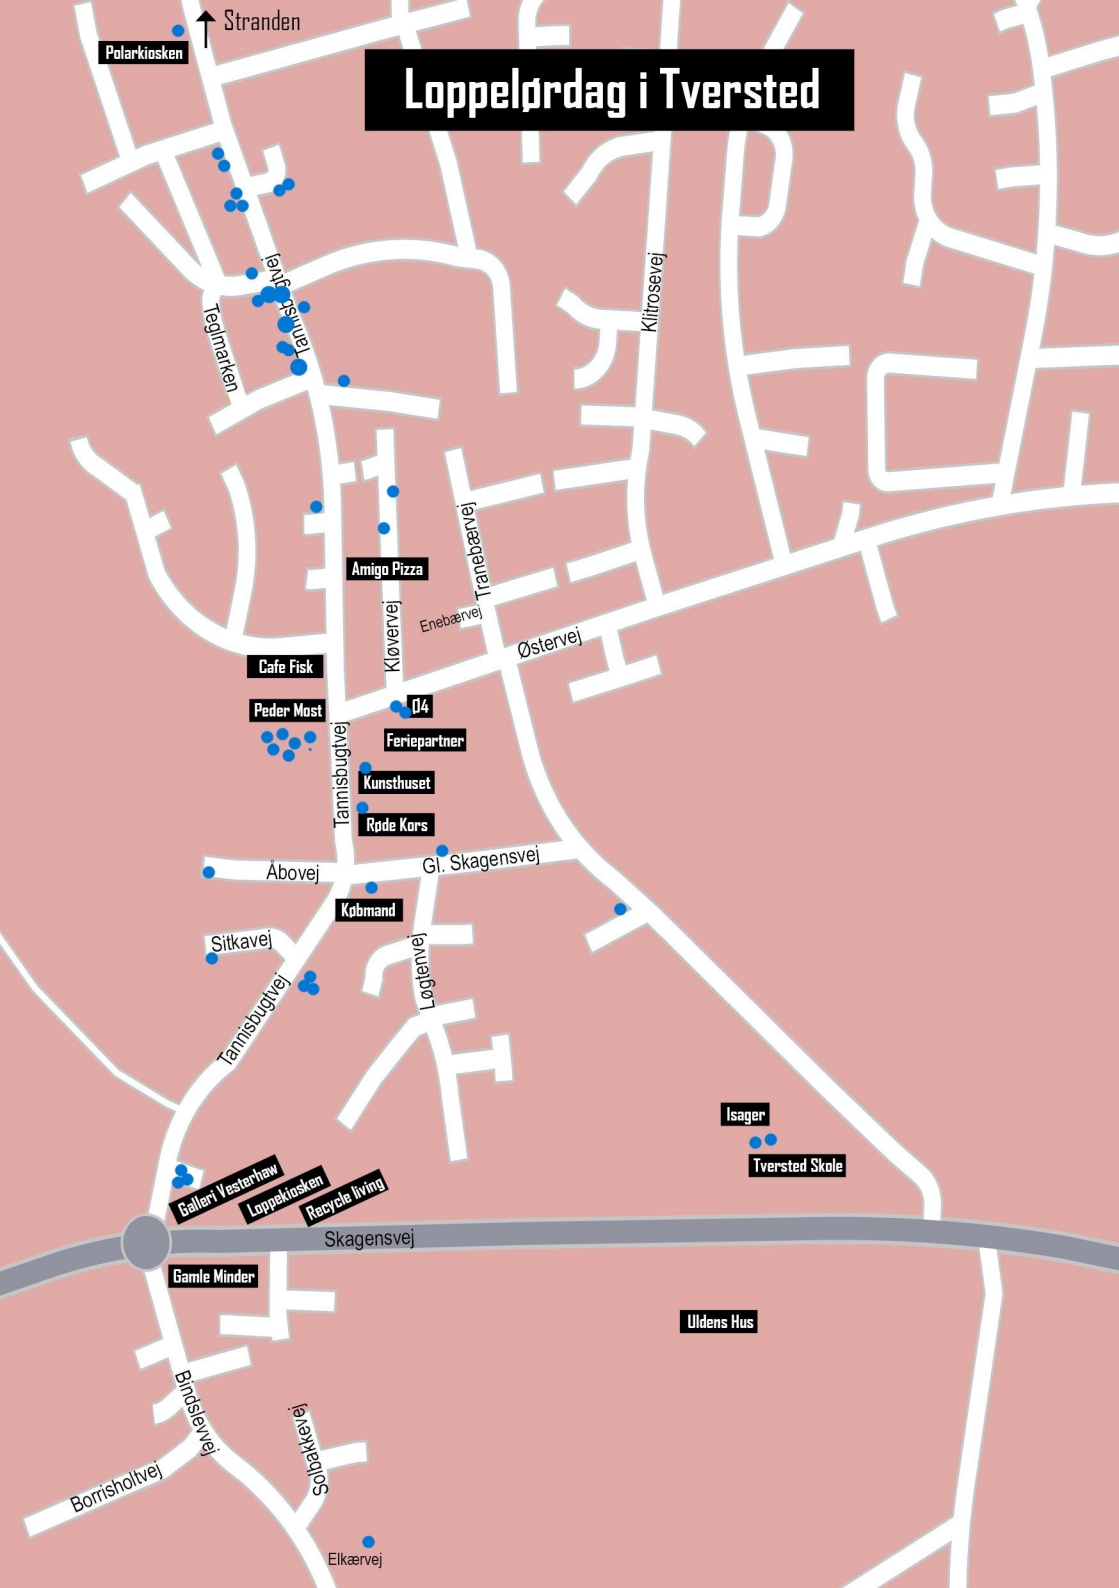 Stranden
Polarkiosken
Loppelørdag i Tversted
Tannisbugtvej
Klitrosevej
Teglmarken
Tranebærvej
Amigo Pizza
Enebærvej
Kløvervej
Østervej
Cafe Fisk
Peder Most
Ø4
Feriepartner
Tannisbugtvej
Kunsthuset
Røde Kors
Gl. Skagensvej
Åbovej
Købmand
Sitkavej
Løgtenvej
Tannisbugtvej
Isager
Tversted Skole
Galleri Vesterhaw
Loppekiosken
Recycle living
Skagensvej
Gamle Minder
Uldens Hus
Bindslevvej
Solbakkevej
Borrisholtvej
Elkærvej